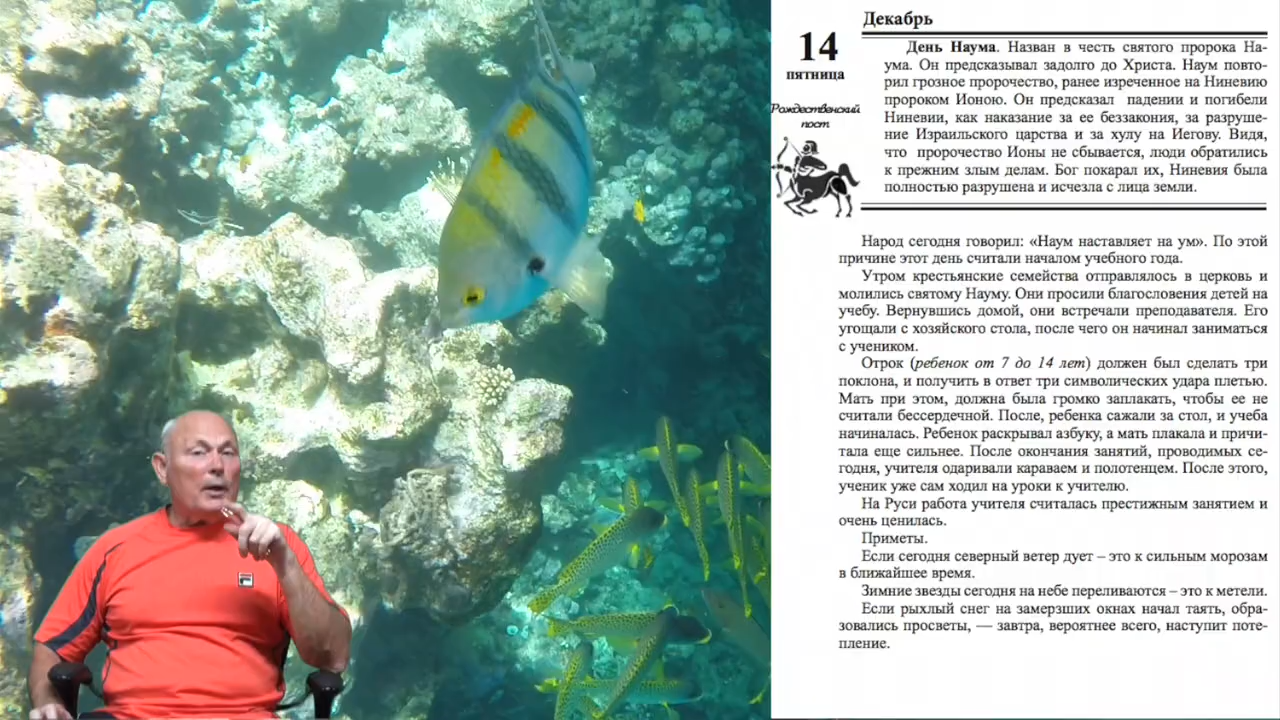 Декабрь
14
пятница
Рождественский
пост
День Наума. Назван в честь святого пророка На-
ума. Он предсказывал задолго до Христа. Наум повто-
рил грозное пророчество, ранее изреченное на Ниневию
пророком Ионою. Он предсказал падении и погибели
Ниневии, как наказание за ее беззакония, за разруше-
ние Израильского царства и за хулу на Иегову. Видя,
что пророчество Ионы не сбывается, люди обратились
к прежним злым делам. Бог покарал их, Ниневия была
полностью разрушена и исчезла с лица земли.
Народ сегодня говорил: «Наум наставляет на ум». По этой
причине этот день считали началом учебного года.
Утром крестьянские семейства отправлялось в церковь и
молились святому Науму. Они просили благословения детей на
учебу. Вернувшись домой, они встречали преподавателя. Его
угощали с хозяйского стола, после чего он начинал заниматься
с учеником.
Отрок (ребенок от 7 до 14 лет) должен был сделать три
поклона, и получить в ответ три символических удара плетью.
Мать при этом, должна была громко заплакать, чтобы ее не
считали бессердечной. После, ребенка сажали за стол, и учеба
начиналась. Ребенок раскрывал азбуку, а мать плакала и причи-
тала еще сильнее. После окончания занятий, проводимых се-
годня, учителя одаривали караваем и полотенцем. После этого,
ученик уже сам ходил на уроки к учителю.
На Руси работа учителя считалась престижным занятием и
очень ценилась.
Приметы.
Если сегодня северный ветер дует – это к сильным морозам
в ближайшее время.
Зимние звезды сегодня на небе переливаются – это к метели.
Если рыхлый снег на замерзших окнах начал таять, обра-
зовались просветы, — завтра, вероятнее всего, наступит поте-
пление.